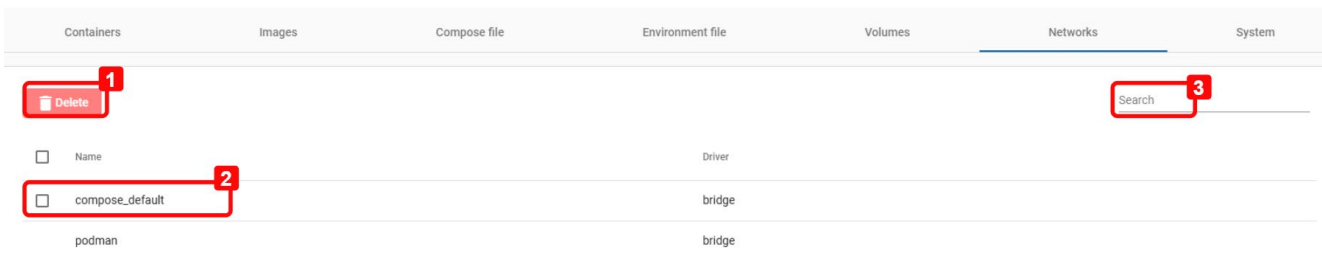 Containers Images Compose file Environment file Volumes Networks System
1
Delete
3
Search
Name Driver
2
compose_default bridge
podman bridge